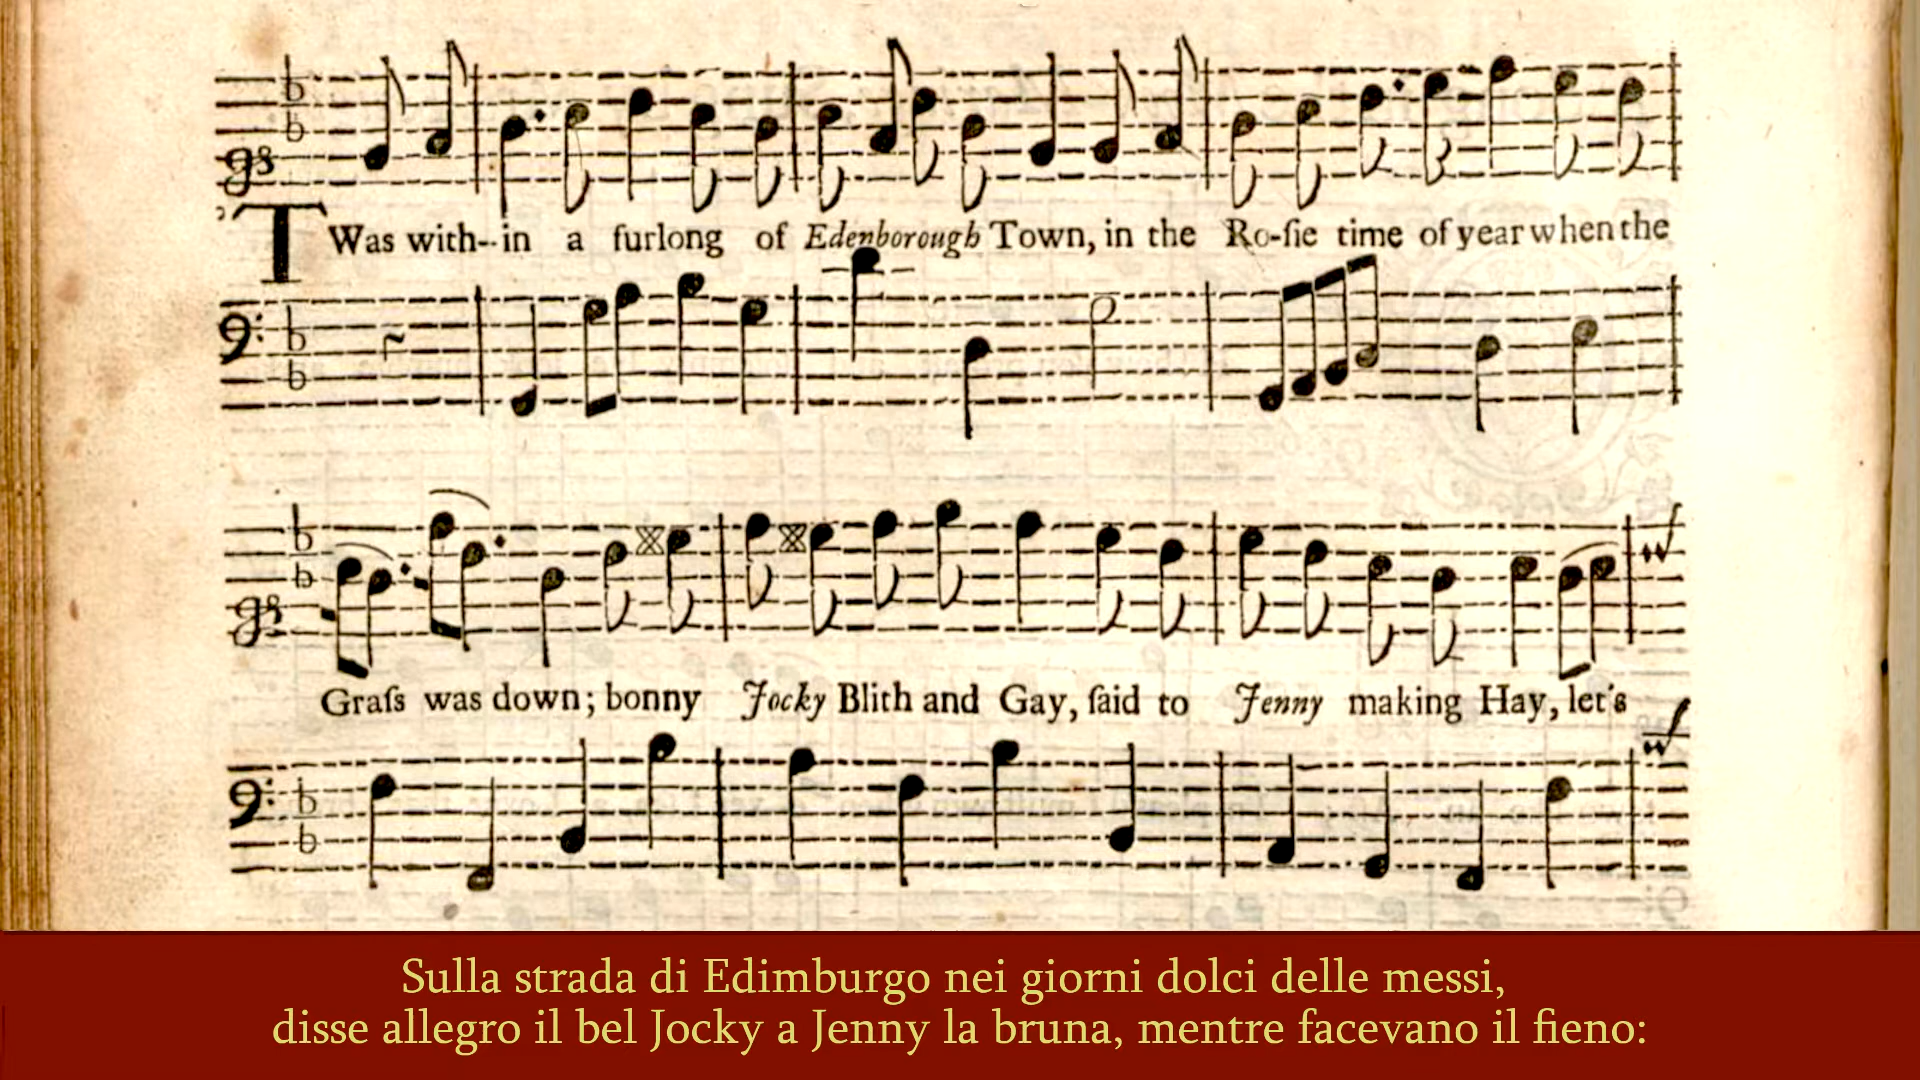 TWas with--in a furlong of Edenborough Town, in the Ro-ſie time of year when the
Graſs was down; bonny Jocky Blith and Gay, ſaid to Jenny making Hay, let's
Sulla strada di Edimburgo nei giorni dolci delle messi,
disse allegro il bel Jocky a Jenny la bruna, mentre facevano il fieno: